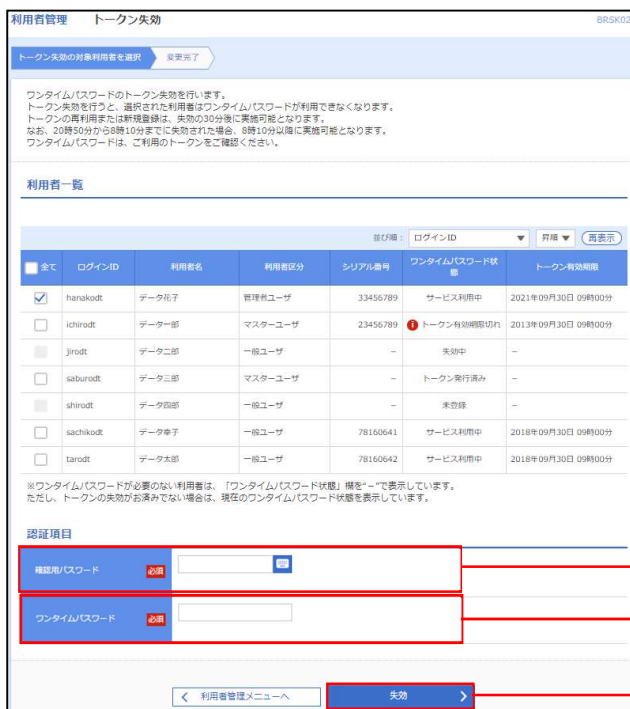 利用者管理 トークン失効 BRSK02
トークン失効の対象利用者を選択 変更完了
ワンタイムパスワードのトークン失効を行います。
トークン失効を行うと、選択された利用者はワンタイムパスワードが利用できなくなります。
トークンの再利用または新規登録は、失効の30分後に実施可能となります。
なお、20時50分から8時10分までに失効された場合、8時10分以降に実施可能となります。
ワンタイムパスワードは、ご利用のトークンをご確認ください。
利用者一覧
並び順： ログインID 昇順 再表示
全て ログインID 利用者名 利用者区分 シリアル番号 ワンタイムパスワード状態 トークン有効期限
hanakodt データ花子 管理者ユーザ 33456789 サービス利用中 2021年09月30日 09時00分
ichirodt データ一郎 マスターユーザ 23456789 トークン有効期限切れ 2013年09月30日 09時00分
jirodt データ二郎 一般ユーザ － 失効中 －
saburodt データ三郎 マスターユーザ － トークン発行済み －
shirodt データ四郎 一般ユーザ － 未登録 －
sachikodt データ幸子 一般ユーザ 78160641 サービス利用中 2018年09月30日 09時00分
tarodt データ太郎 一般ユーザ 78160642 サービス利用中 2018年09月30日 09時00分
※ワンタイムパスワードが必要のない利用者は、「ワンタイムパスワード状態」欄を"－"で表示しています。
ただし、トークンの失効がお済みでない場合は、現在のワンタイムパスワード状態を表示しています。
認証項目
確認用パスワード 必須
ワンタイムパスワード 必須
利用者管理メニューへ 失効